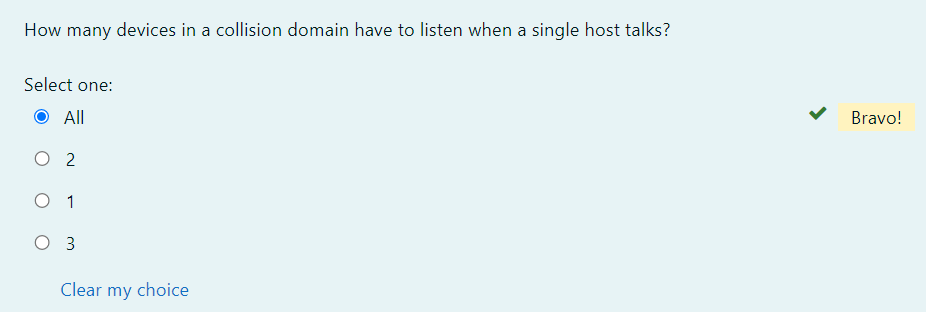 How many devices in a collision domain have to listen when a single host talks?
Select one:
All
Bravo!
2
1
3
Clear my choice